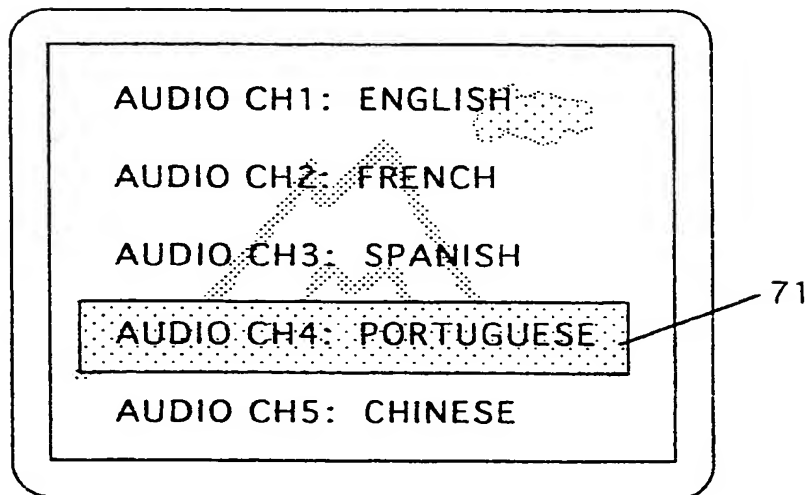 AUDIO CH1: ENGLISH
AUDIO CH2: FRENCH
AUDIO CH3: SPANISH
AUDIO CH4: PORTUGUESE
71
AUDIO CH5: CHINESE